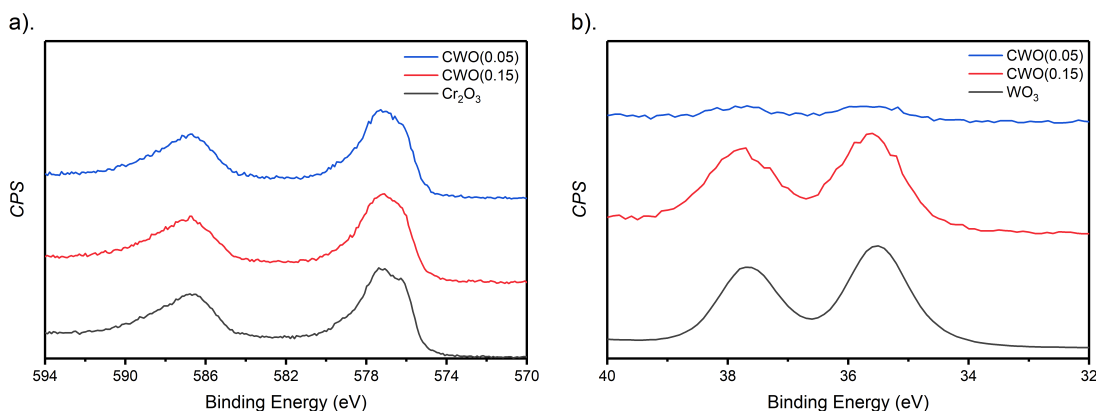 a).
CWO(0.05)
CWO(0.15)
Cr₂O₃
CPS
594 590 586 582 578 574 570
Binding Energy (eV)
b).
CWO(0.05)
CWO(0.15)
WO₃
CPS
40 38 36 34 32
Binding Energy (eV)